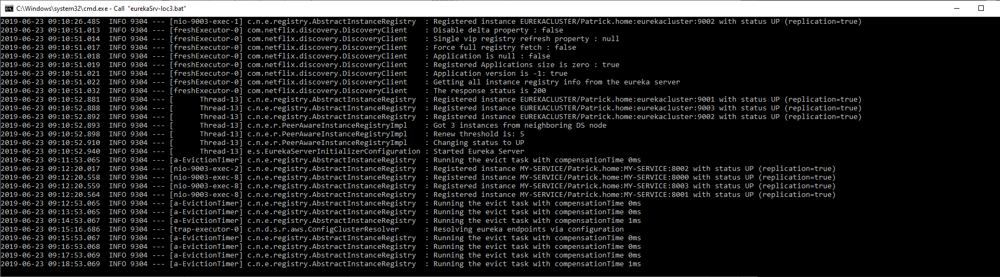 C:\Windows\system32\cmd.exe - Call  "eurekaSrv-loc3.bat"
2019-06-23 09:10:26.485  INFO 9304 --- [nio-9003-exec-1] c.n.e.registry.AbstractInstanceRegistry  : Registered instance EUREKACLUSTER/Patrick.home:eurekacluster:9002 with status UP (replication=true)
2019-06-23 09:10:51.013  INFO 9304 --- [freshExecutor-0] com.netflix.discovery.DiscoveryClient    : Disable delta property : false
2019-06-23 09:10:51.014  INFO 9304 --- [freshExecutor-0] com.netflix.discovery.DiscoveryClient    : Single vip registry refresh property : null
2019-06-23 09:10:51.017  INFO 9304 --- [freshExecutor-0] com.netflix.discovery.DiscoveryClient    : Force full registry fetch : false
2019-06-23 09:10:51.018  INFO 9304 --- [freshExecutor-0] com.netflix.discovery.DiscoveryClient    : Application is null : false
2019-06-23 09:10:51.019  INFO 9304 --- [freshExecutor-0] com.netflix.discovery.DiscoveryClient    : Registered Applications size is zero : true
2019-06-23 09:10:51.021  INFO 9304 --- [freshExecutor-0] com.netflix.discovery.DiscoveryClient    : Application version is -1: true
2019-06-23 09:10:51.022  INFO 9304 --- [freshExecutor-0] com.netflix.discovery.DiscoveryClient    : Getting all instance registry info from the eureka server
2019-06-23 09:10:51.032  INFO 9304 --- [freshExecutor-0] com.netflix.discovery.DiscoveryClient    : The response status is 200
2019-06-23 09:10:52.881  INFO 9304 --- [      Thread-13] c.n.e.registry.AbstractInstanceRegistry  : Registered instance EUREKACLUSTER/Patrick.home:eurekacluster:9001 with status UP (replication=true)
2019-06-23 09:10:52.888  INFO 9304 --- [      Thread-13] c.n.e.registry.AbstractInstanceRegistry  : Registered instance EUREKACLUSTER/Patrick.home:eurekacluster:9003 with status UP (replication=true)
2019-06-23 09:10:52.892  INFO 9304 --- [      Thread-13] c.n.e.registry.AbstractInstanceRegistry  : Registered instance EUREKACLUSTER/Patrick.home:eurekacluster:9002 with status UP (replication=true)
2019-06-23 09:10:52.893  INFO 9304 --- [      Thread-13] c.n.e.r.PeerAwareInstanceRegistryImpl    : Got 3 instances from neighboring DS node
2019-06-23 09:10:52.898  INFO 9304 --- [      Thread-13] c.n.e.r.PeerAwareInstanceRegistryImpl    : Renew threshold is: 5
2019-06-23 09:10:52.910  INFO 9304 --- [      Thread-13] c.n.e.r.PeerAwareInstanceRegistryImpl    : Changing status to UP
2019-06-23 09:10:52.940  INFO 9304 --- [      Thread-13] e.s.EurekaServerInitializerConfiguration : Started Eureka Server
2019-06-23 09:11:53.065  INFO 9304 --- [a-EvictionTimer] c.n.e.registry.AbstractInstanceRegistry  : Running the evict task with compensationTime 0ms
2019-06-23 09:12:20.017  INFO 9304 --- [nio-9003-exec-2] c.n.e.registry.AbstractInstanceRegistry  : Registered instance MY-SERVICE/Patrick.home:MY-SERVICE:8002 with status UP (replication=true)
2019-06-23 09:12:20.558  INFO 9304 --- [nio-9003-exec-8] c.n.e.registry.AbstractInstanceRegistry  : Registered instance MY-SERVICE/Patrick.home:MY-SERVICE:8000 with status UP (replication=true)
2019-06-23 09:12:20.559  INFO 9304 --- [nio-9003-exec-8] c.n.e.registry.AbstractInstanceRegistry  : Registered instance MY-SERVICE/Patrick.home:MY-SERVICE:8003 with status UP (replication=true)
2019-06-23 09:12:20.564  INFO 9304 --- [nio-9003-exec-8] c.n.e.registry.AbstractInstanceRegistry  : Registered instance MY-SERVICE/Patrick.home:MY-SERVICE:8001 with status UP (replication=true)
2019-06-23 09:12:53.065  INFO 9304 --- [a-EvictionTimer] c.n.e.registry.AbstractInstanceRegistry  : Running the evict task with compensationTime 0ms
2019-06-23 09:13:53.065  INFO 9304 --- [a-EvictionTimer] c.n.e.registry.AbstractInstanceRegistry  : Running the evict task with compensationTime 0ms
2019-06-23 09:14:53.067  INFO 9304 --- [a-EvictionTimer] c.n.e.registry.AbstractInstanceRegistry  : Running the evict task with compensationTime 1ms
2019-06-23 09:15:16.686  INFO 9304 --- [trap-executor-0] c.n.d.s.r.aws.ConfigClusterResolver      : Resolving eureka endpoints via configuration
2019-06-23 09:15:53.067  INFO 9304 --- [a-EvictionTimer] c.n.e.registry.AbstractInstanceRegistry  : Running the evict task with compensationTime 0ms
2019-06-23 09:16:53.068  INFO 9304 --- [a-EvictionTimer] c.n.e.registry.AbstractInstanceRegistry  : Running the evict task with compensationTime 0ms
2019-06-23 09:17:53.069  INFO 9304 --- [a-EvictionTimer] c.n.e.registry.AbstractInstanceRegistry  : Running the evict task with compensationTime 0ms
2019-06-23 09:18:53.069  INFO 9304 --- [a-EvictionTimer] c.n.e.registry.AbstractInstanceRegistry  : Running the evict task with compensationTime 1ms